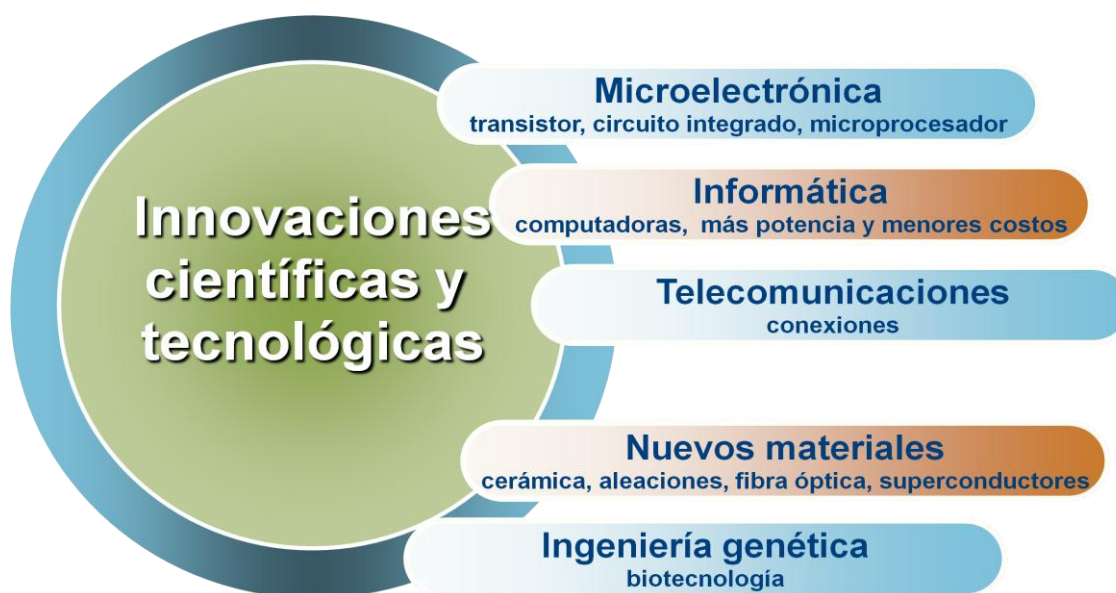 Innovaciones
científicas y
tecnológicas
Microelectrónica
transistor, circuito integrado, microprocesador
Informática
computadoras, más potencia y menores costos
Telecomunicaciones
conexiones
Nuevos materiales
cerámica, aleaciones, fibra óptica, superconductores
Ingeniería genética
biotecnología